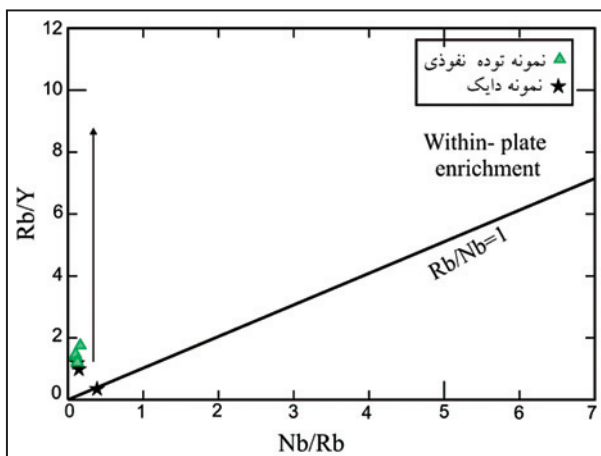 12
10
8
6
4
2
0
Rb/Y
نمونه توده نفوذی
نمونه دایک
Within- plate
enrichment
Rb/Nb=1
0 1 2 3 4 5 6 7
Nb/Rb